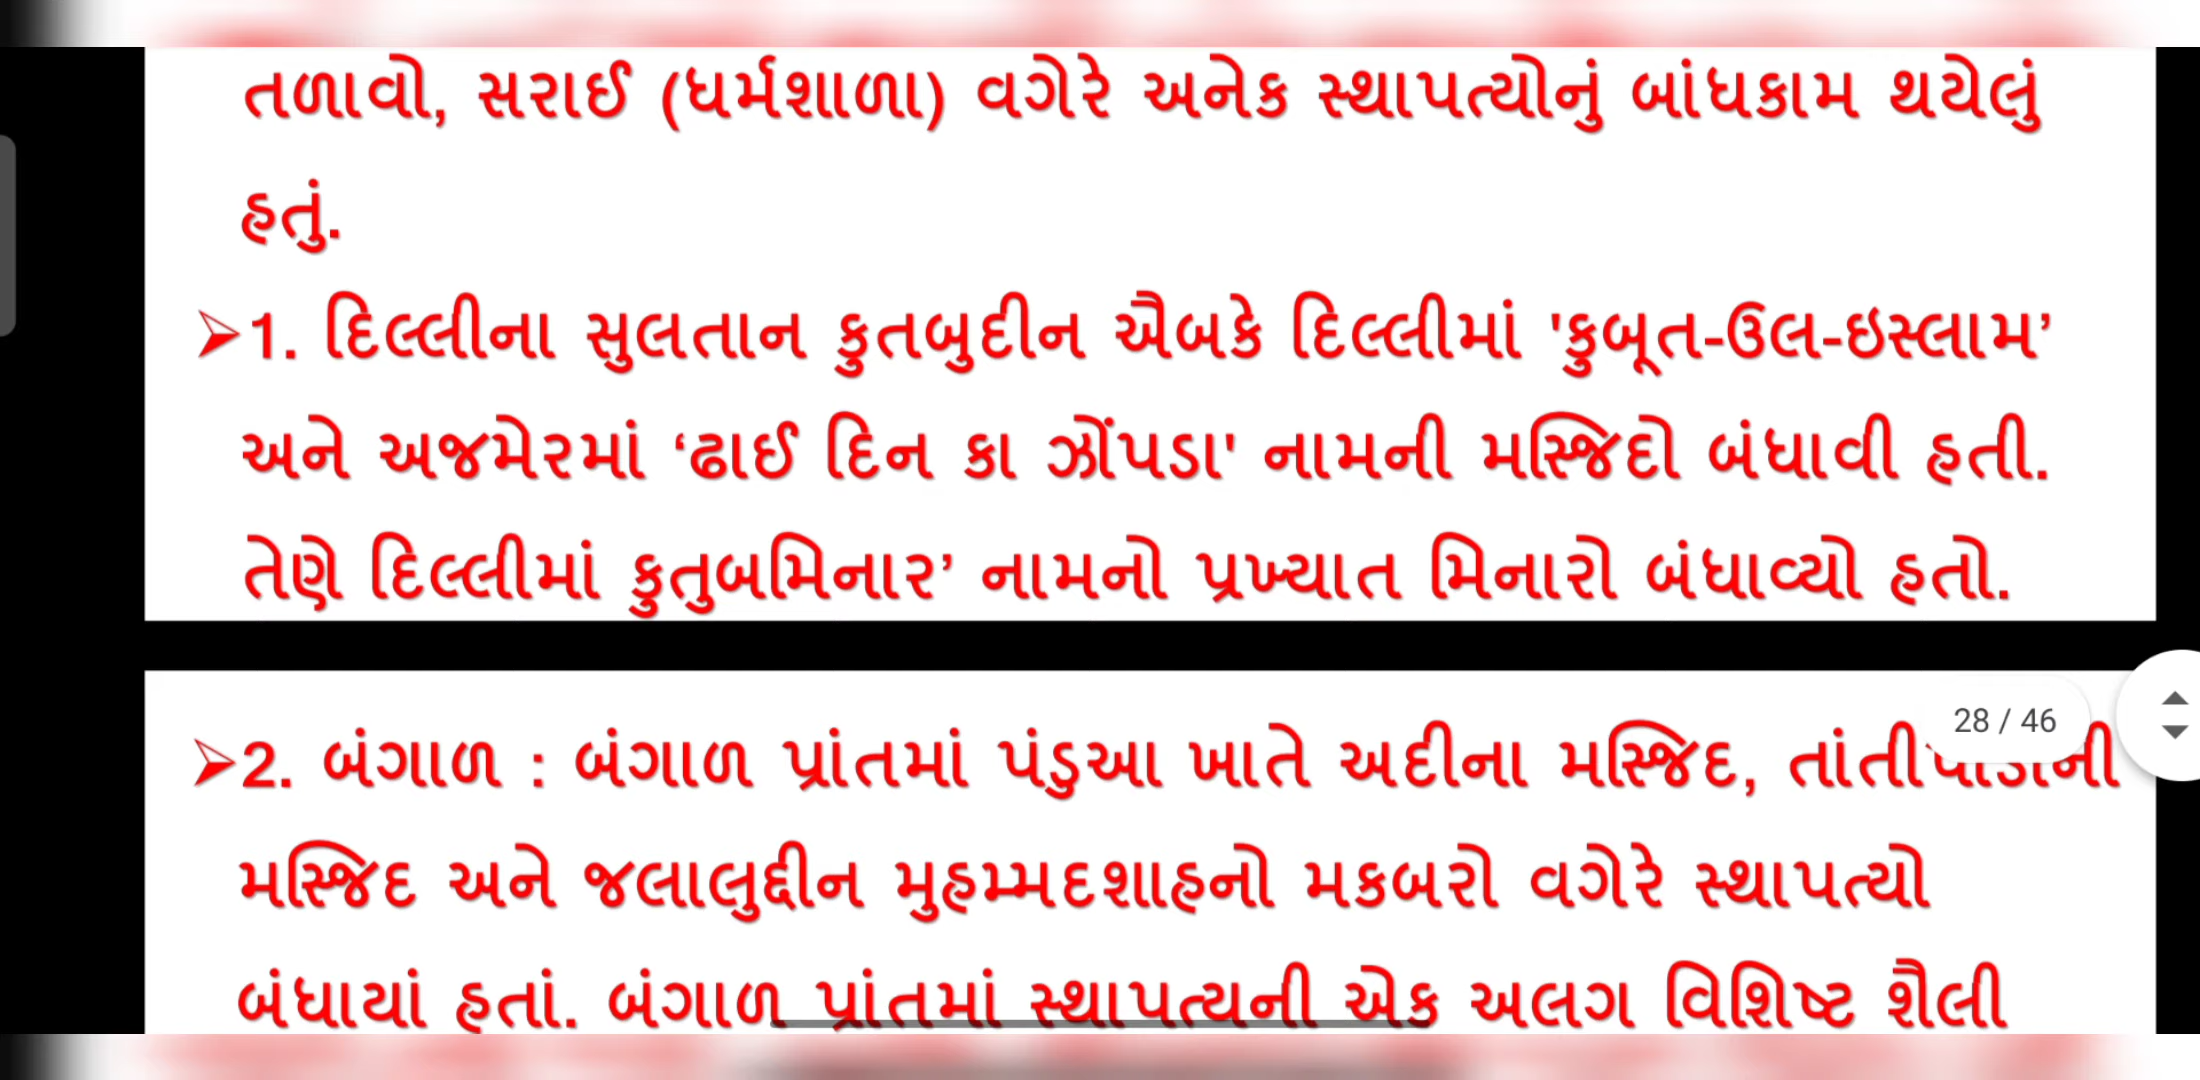 તળાવો, સરાઈ (ધર્મશાળા) વગેરે અનેક સ્થાપત્યોનું બાંધકામ થયેલું
હતું.
➢1. દિલ્લીના સુલતાન કુતબુદીન ઐબકે દિલ્લીમાં 'કુબૂત-ઉલ-ઇસ્લામ’
અને અજમેરમાં ‘ઢાઈ દિન કા ઝોંપડા' નામની મસ્જિદો બંધાવી હતી.
તેણે દિલ્લીમાં કુતુબમિનાર’ નામનો પ્રખ્યાત મિનારો બંધાવ્યો હતો.
28 / 46
➢2. બંગાળ : બંગાળ પ્રાંતમાં પંડુઆ ખાતે અદીના મસ્જિદ,
મસ્જિદ અને જલાલુદ્દીન મુહમ્મદશાહનો મકબરો વગેરે સ્થાપત્યો
બંધાયાં હતાં. બંગાળ પ્રાંતમાં સ્થાપત્યની એક અલગ વિશિષ્ટ શૈલી